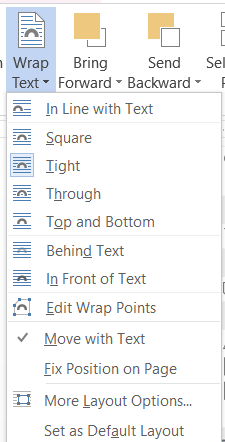 Wrap Bring Send Sel
Text Forward Backward P
In Line with Text
Square
Tight
Through
Top and Bottom
Behind Text
In Front of Text
Edit Wrap Points
Move with Text
Fix Position on Page
More Layout Options...
Set as Default Layout